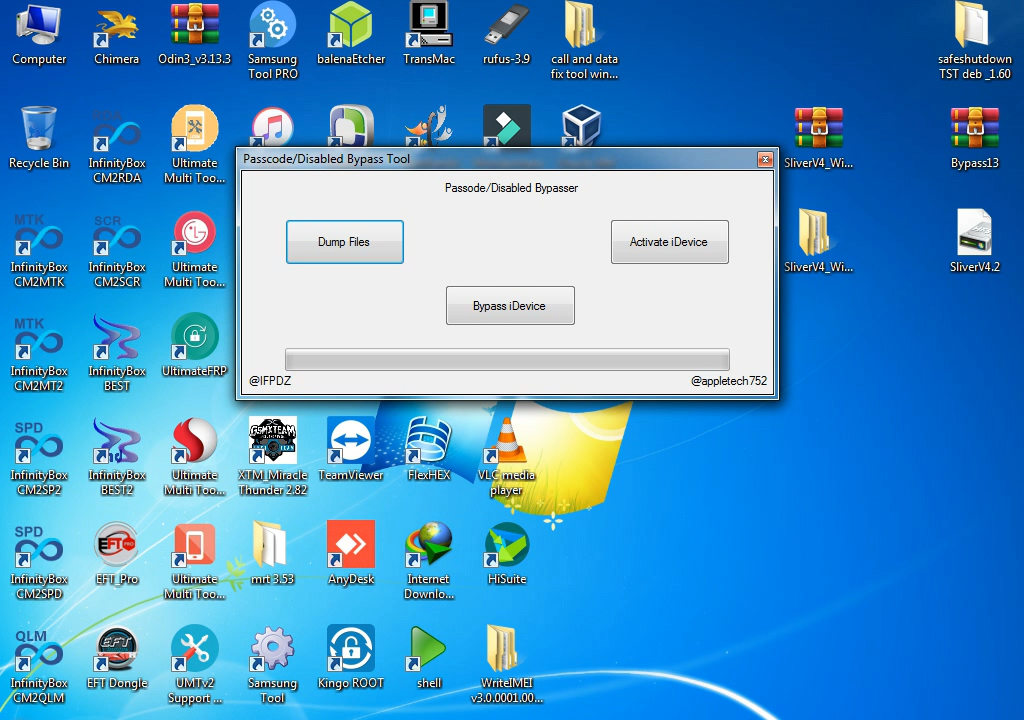 Computer
Chimera
Odin3_v3.13.3
Samsung
Tool PRO
balenaEtcher
TransMac
rufus-3.9
call and data
fix tool win...
safeshutdown
TST deb _1.60
Recycle Bin
InfinityBox
CM2RDA
Ultimate
Multi Too...
SliverV4_Wi...
Bypass13
Passcode/Disabled Bypass Tool
Passode/Disabled Bypasser
Dump Files
Activate iDevice
Bypass iDevice
@IFPDZ
@appletech752
MTK
InfinityBox
CM2MTK
SCR
InfinityBox
CM2SCR
Ultimate
Multi Too...
SliverV4_Wi...
SliverV4.2
MTK
InfinityBox
CM2MT2
InfinityBox
BEST
UltimateFRP
SPD
InfinityBox
CM2SP2
InfinityBox
BEST2
Ultimate
Multi Too...
GSMXTEAM
XTM_Miracle
Thunder 2.82
TeamViewer
FlexHEX
VLC media
player
SPD
InfinityBox
CM2SPD
EFT PRO
EFT_Pro
Ultimate
Multi Too...
mrt 3.53
AnyDesk
Internet
Downlo...
HiSuite
QLM
InfinityBox
CM2QLM
EFT
EFT Dongle
UMTv2
Support ...
Samsung
Tool
Kingo ROOT
shell
WriteIMEI
v3.0.0001.00...